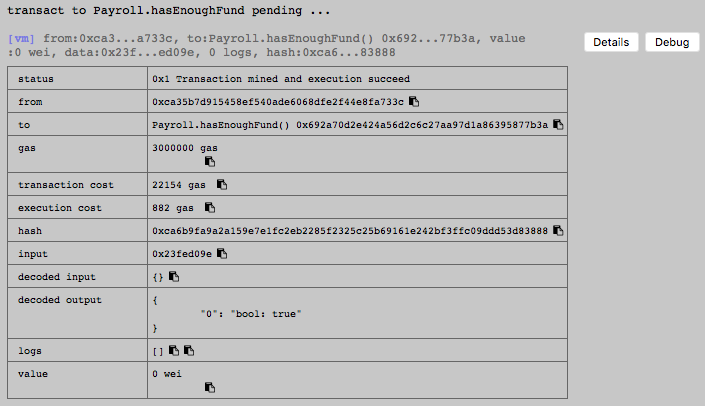 transact to Payroll.hasEnoughFund pending ...
[vm] from:0xca3...a733c, to:Payroll.hasEnoughFund() 0x692...77b3a, value
:0 wei, data:0x23f...ed09e, 0 logs, hash:0xca6...83888
Details
Debug
status 0x1 Transaction mined and execution succeed
from 0xca35b7d915458ef540ade6068dfe2f44e8fa733c
to Payroll.hasEnoughFund() 0x692a70d2e424a56d2c6c27aa97d1a86395877b3a
gas 3000000 gas
transaction cost 22154 gas
execution cost 882 gas
hash 0xca6b9fa9a2a159e7e1fc2eb2285f2325c25b69161e242bf3ffc09ddd53d83888
input 0x23fed09e
decoded input {}
decoded output {
"0": "bool: true"
}
logs []
value 0 wei